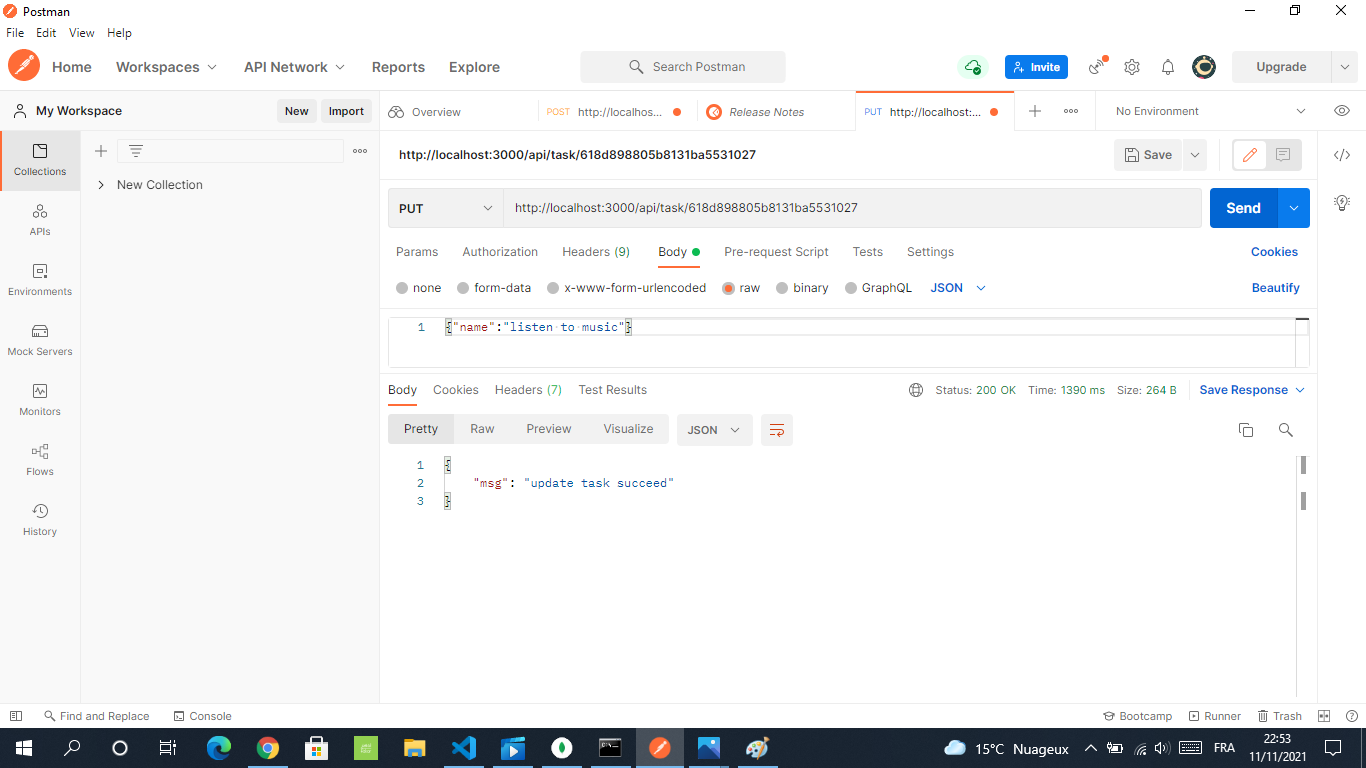 Postman
File Edit View Help
Home Workspaces API Network Reports Explore Search Postman Invite Upgrade
My Workspace New Import
Overview POST http://localhos... Release Notes PUT http://localhost:... No Environment
Collections
APIs
Environments
Mock Servers
Monitors
Flows
History
New Collection
http://localhost:3000/api/task/618d898805b8131ba5531027 Save
PUT http://localhost:3000/api/task/618d898805b8131ba5531027 Send
Params Authorization Headers (9) Body Pre-request Script Tests Settings Cookies
none form-data x-www-form-urlencoded raw binary GraphQL JSON Beautify
1 {"name":"listen to music"}
Body Cookies Headers (7) Test Results Status: 200 OK Time: 1390 ms Size: 264 B Save Response
Pretty Raw Preview Visualize JSON
1 {
2 "msg": "update task succeed"
3 }
Find and Replace Console Bootcamp Runner Trash
15°C Nuageux FRA 22:53
11/11/2021